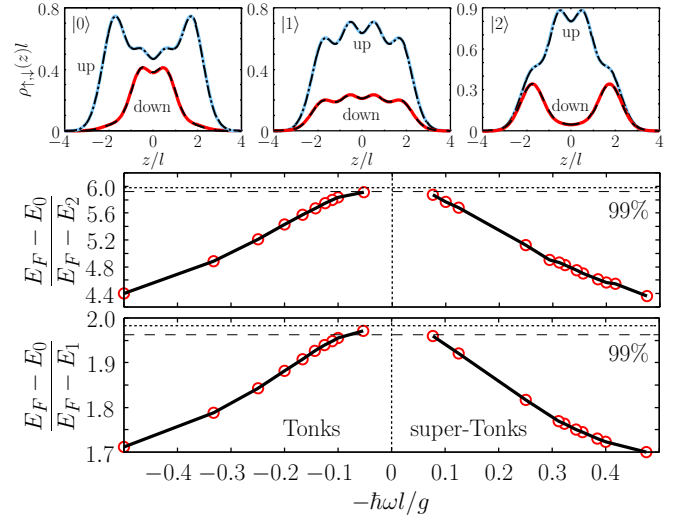 |0⟩ |1⟩ |2⟩
ρ↑,↓(z)l
0.8
0.4
0
up
down
−4 −2 0 2 4
z/l
0.8
0.4
0
up
down
−4 −2 0 2 4
z/l
0.9
0.6
0.3
0
up
down
−4 −2 0 2 4
z/l
E_F − E_0
E_F − E_2
6.0
5.6
5.2
4.8
4.4
99%
E_F − E_0
E_F − E_1
2.0
1.9
1.8
1.7
99%
Tonks super-Tonks
−0.4 −0.3 −0.2 −0.1 0 0.1 0.2 0.3 0.4
−ħωl/g